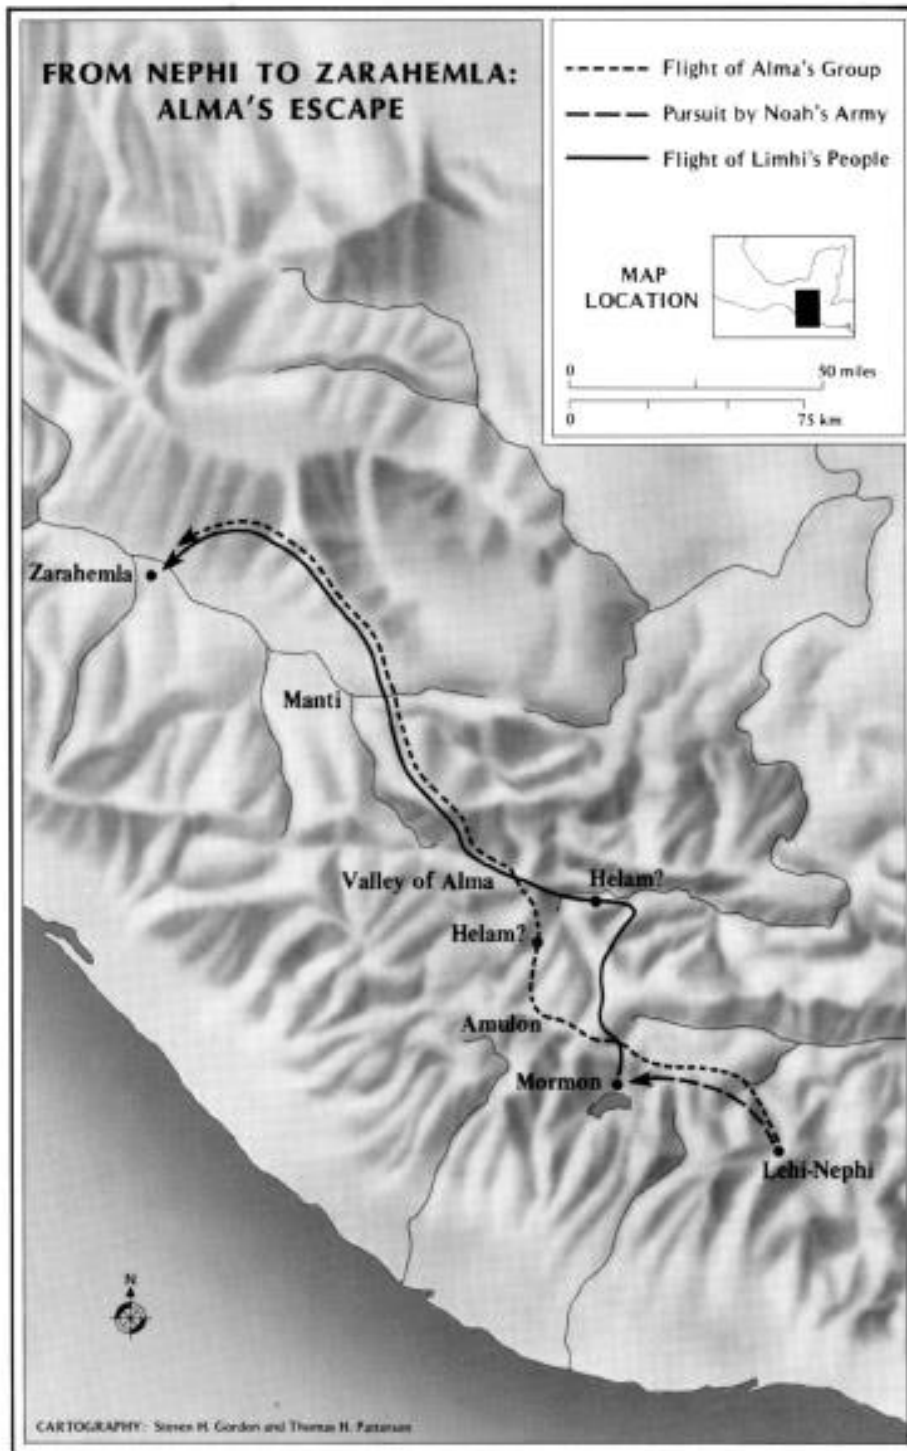 FROM NEPHI TO ZARAHEMLA:
ALMA'S ESCAPE
Flight of Alma's Group
Pursuit by Noah's Army
Flight of Limhi's People
MAP
LOCATION
0
50 miles
0
75 km
Zarahemla
Manti
Valley of Alma
Helam?
Helam?
Amulon
Mormon
Lehi-Nephi
N
CARTOGRAPHY: Steven H. Gordon and Thomas H. Patterson